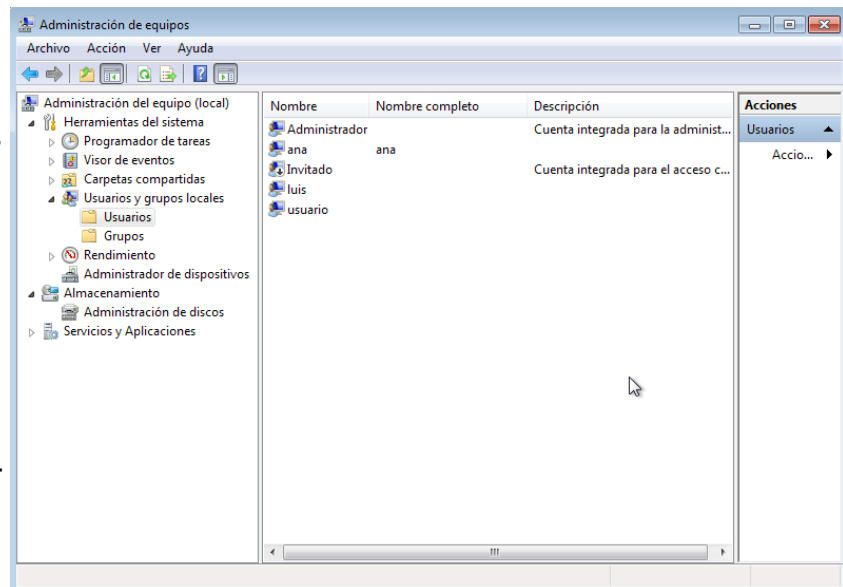 Administración de equipos
Archivo Acción Ver Ayuda
Administración del equipo (local)
Herramientas del sistema
Programador de tareas
Visor de eventos
Carpetas compartidas
Usuarios y grupos locales
Usuarios
Grupos
Rendimiento
Administrador de dispositivos
Almacenamiento
Administración de discos
Servicios y Aplicaciones
Nombre Nombre completo Descripción
Administrador Cuenta integrada para la administ...
ana ana
Invitado Cuenta integrada para el acceso c...
luis
usuario
Acciones
Usuarios
Accio...